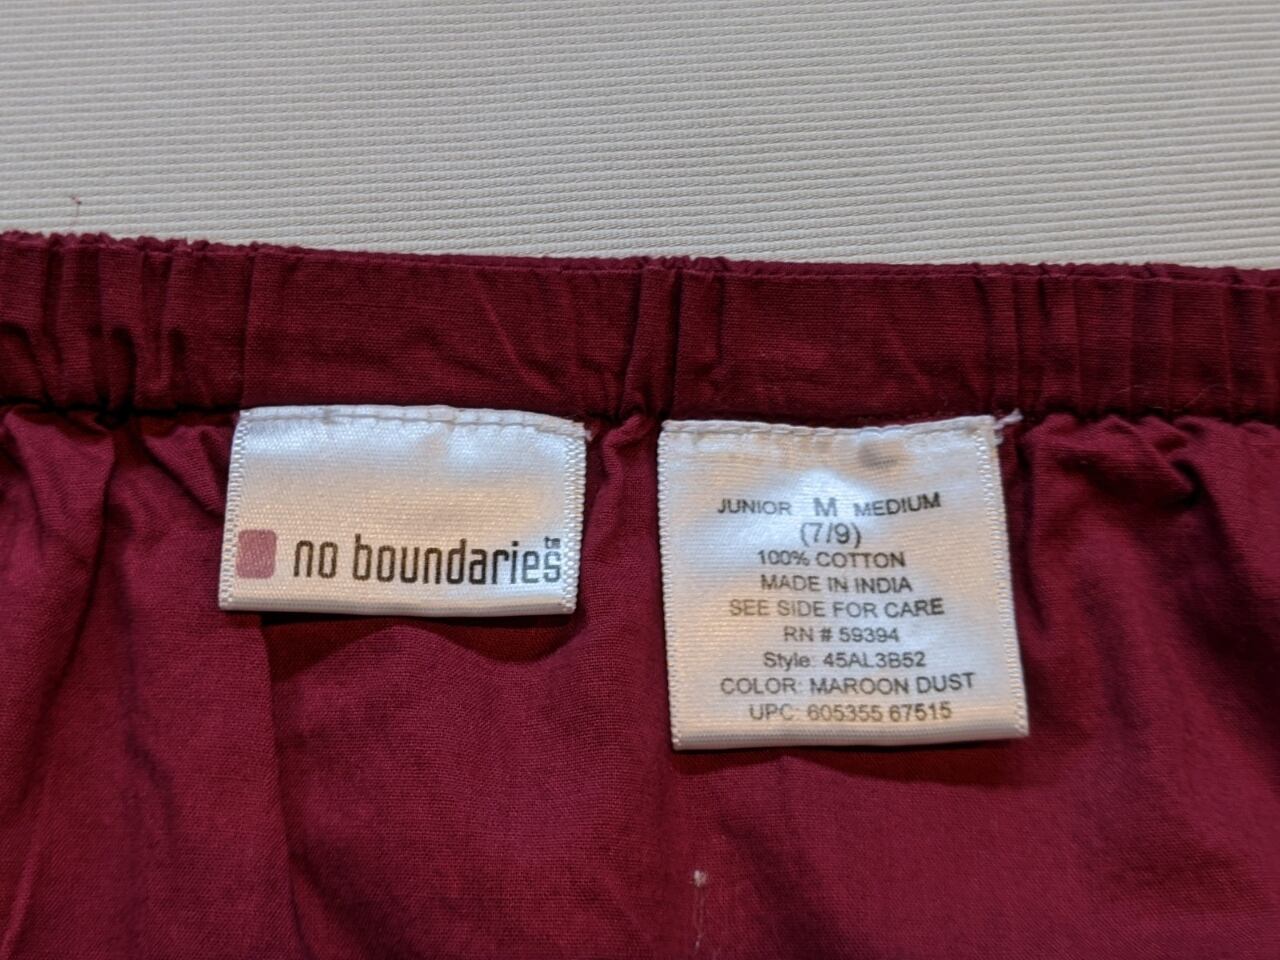 no boundaries™
JUNIOR M MEDIUM
(7/9)
100% COTTON
MADE IN INDIA
SEE SIDE FOR CARE
RN # 59394
Style: 45AL3B52
COLOR: MAROON DUST
UPC: 605355 67515